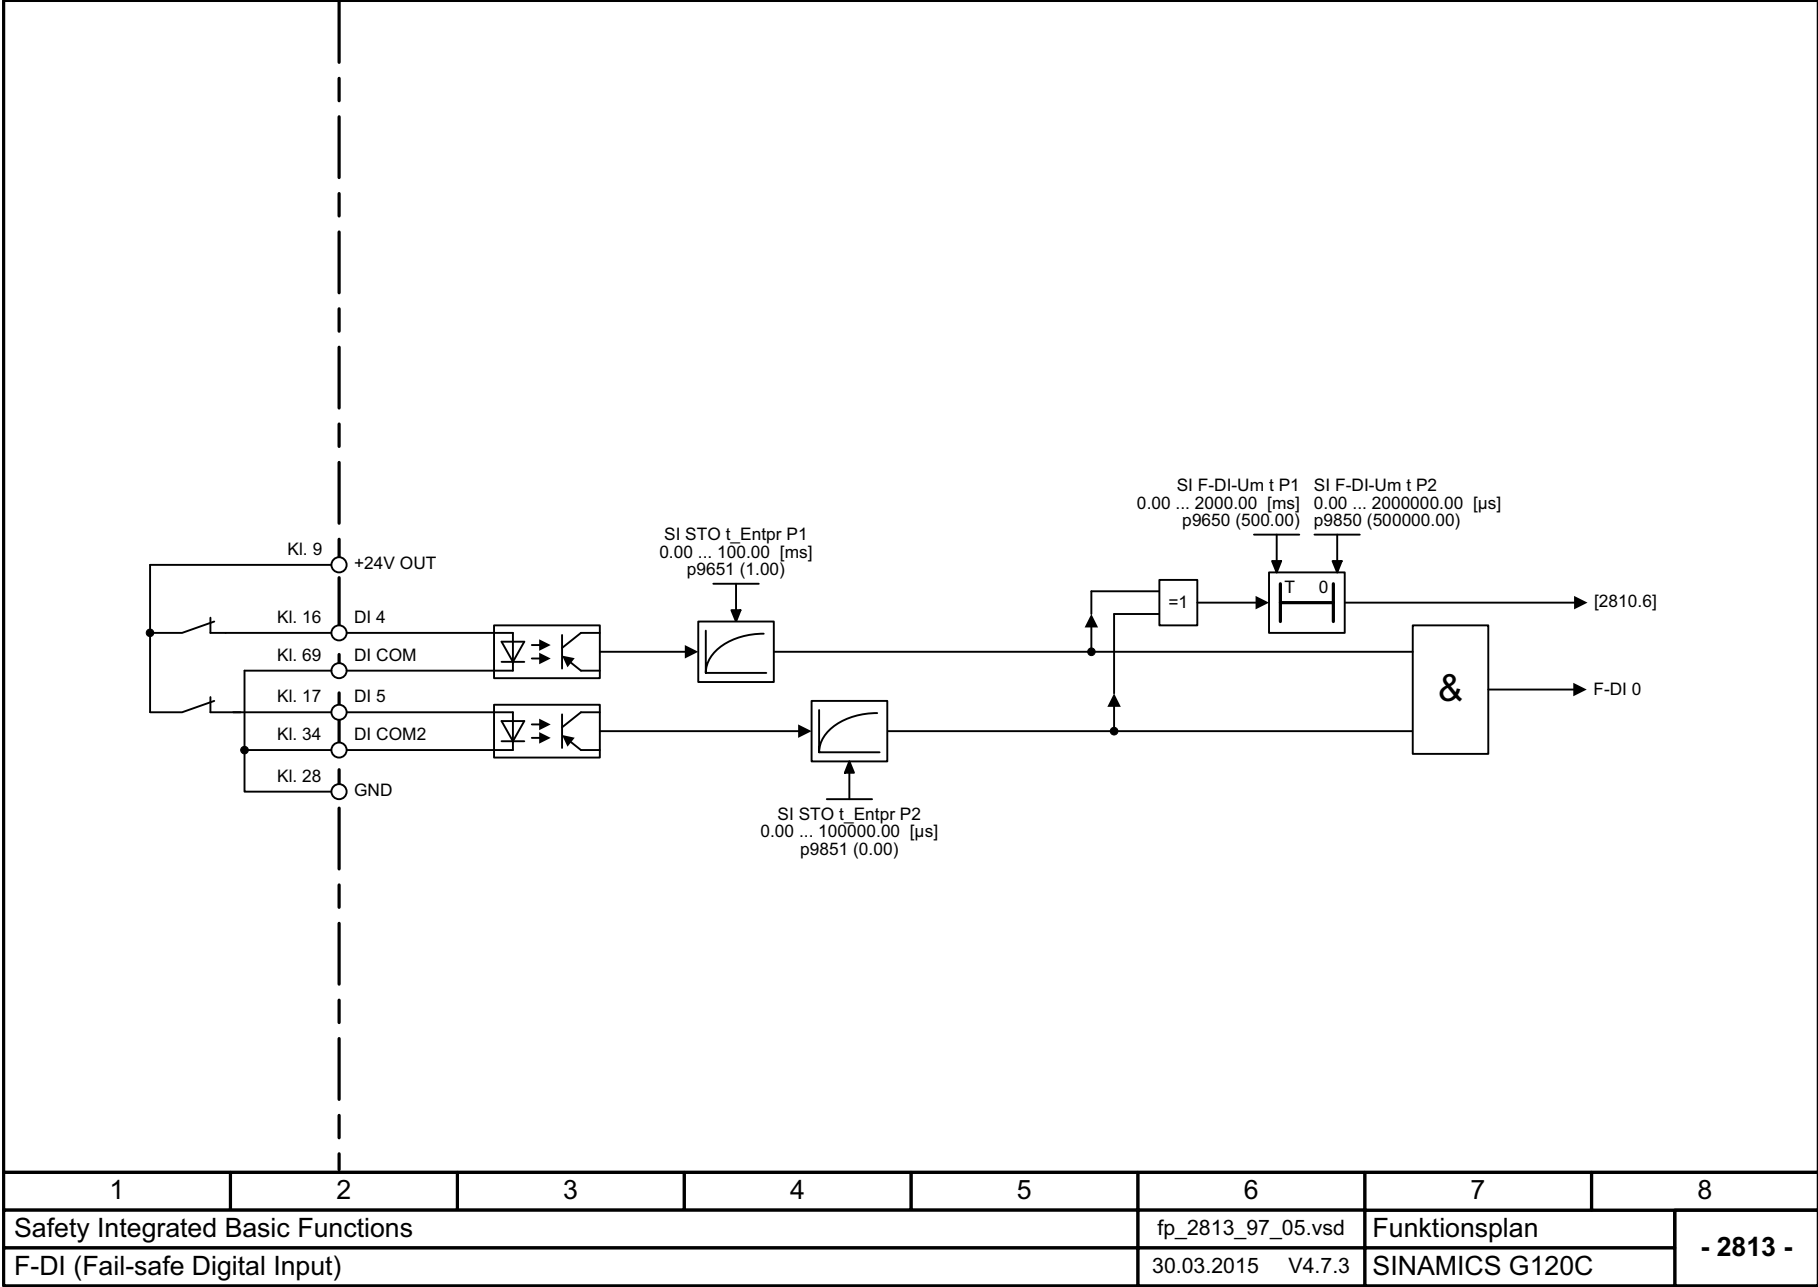 SI F-DI-Um t P1
0.00 ... 2000.00 [ms]
p9650 (500.00)
SI F-DI-Um t P2
0.00 ... 2000000.00 [µs]
p9850 (500000.00)
SI STO t_Entpr P1
0.00 ... 100.00 [ms]
p9651 (1.00)
Kl. 9
+24V OUT
T 0
=1
[2810.6]
Kl. 16
DI 4
Kl. 69
DI COM
Kl. 17
DI 5
&
F-DI 0
Kl. 34
DI COM2
Kl. 28
GND
SI STO t_Entpr P2
0.00 ... 100000.00 [µs]
p9851 (0.00)
1 2 3 4 5 6 7 8
Safety Integrated Basic Functions
fp_2813_97_05.vsd
Funktionsplan
- 2813 -
F-DI (Fail-safe Digital Input)
30.03.2015 V4.7.3
SINAMICS G120C